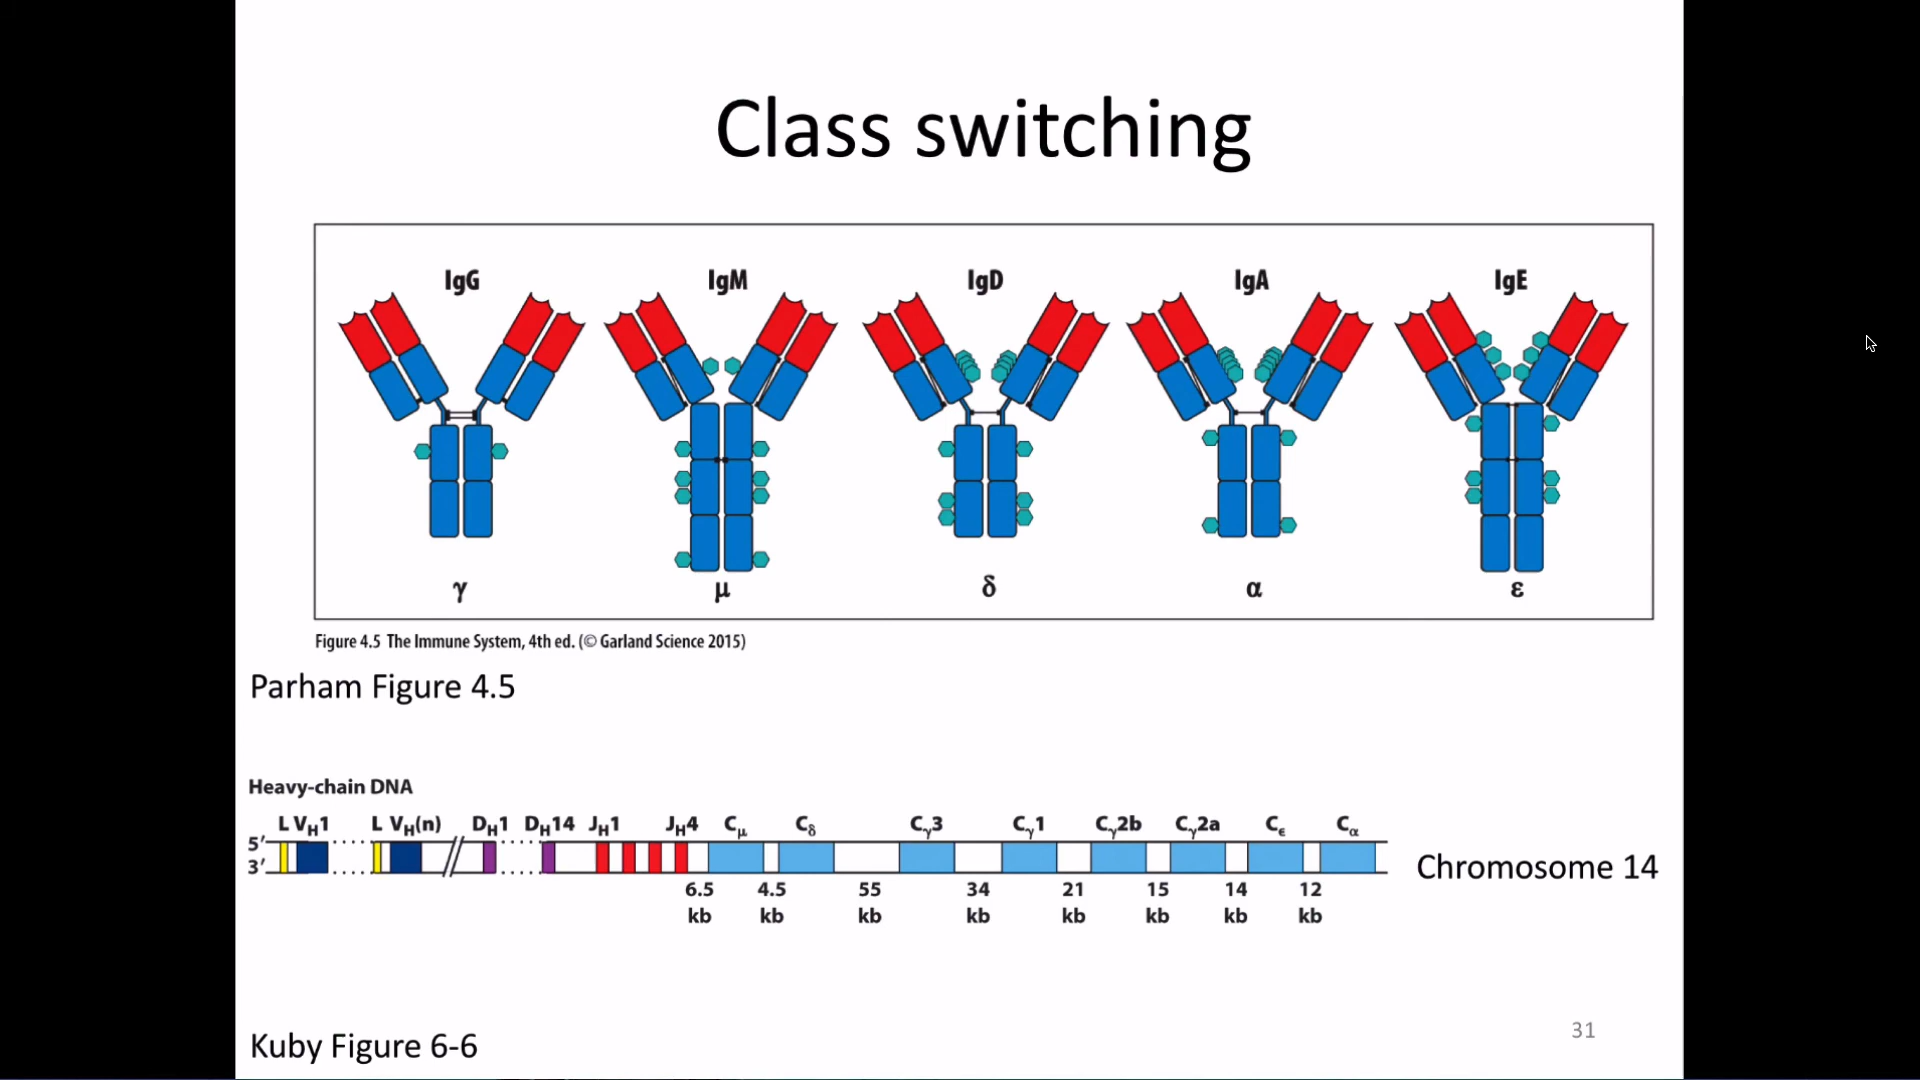 Class switching
IgG IgM IgD IgA IgE
γ μ δ α ε
Figure 4.5 The Immune System, 4th ed. (© Garland Science 2015)
Parham Figure 4.5
Heavy-chain DNA
L VH1 L VH(n) DH1 DH14 JH1 JH4 Cμ Cδ Cγ3 Cγ1 Cγ2b Cγ2a Cϵ Cα
5′
3′
Chromosome 14
6.5 4.5 55 34 21 15 14 12
kb kb kb kb kb kb kb kb
31
Kuby Figure 6-6